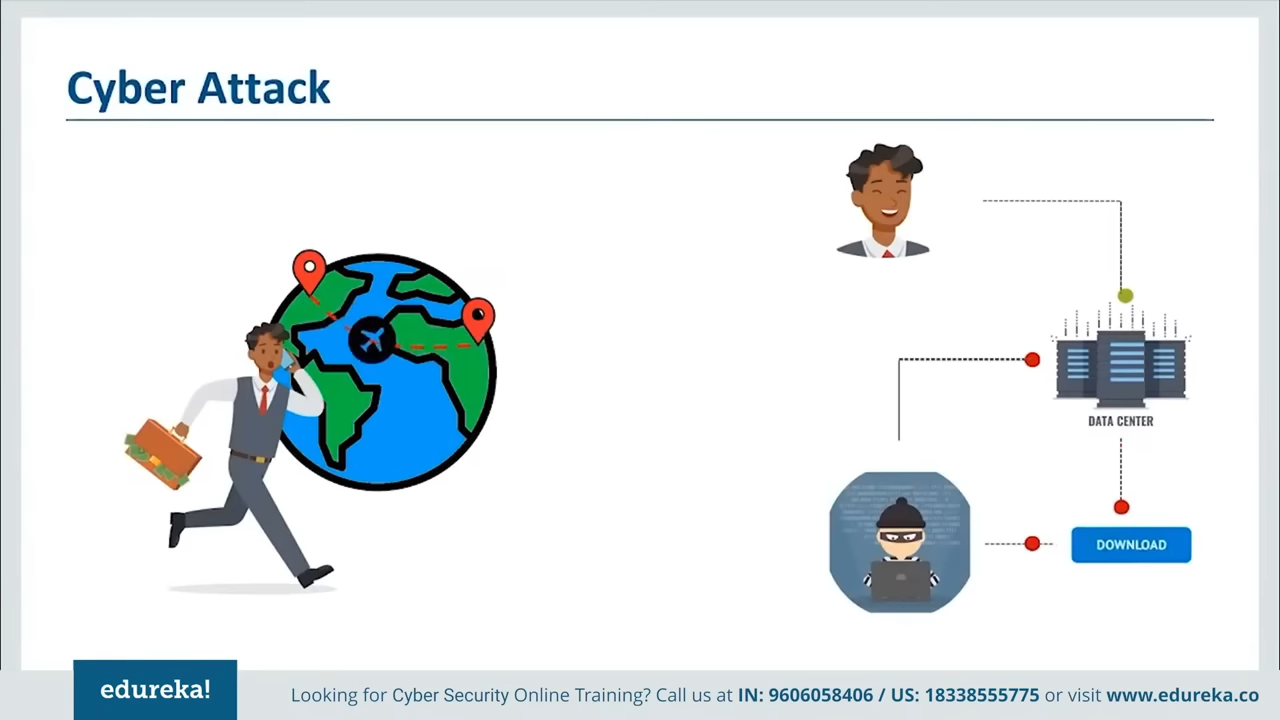 Cyber Attack
DATA CENTER
DOWNLOAD
edureka!
Looking for Cyber Security Online Training? Call us at IN: 9606058406 / US: 18338555775 or visit www.edureka.co